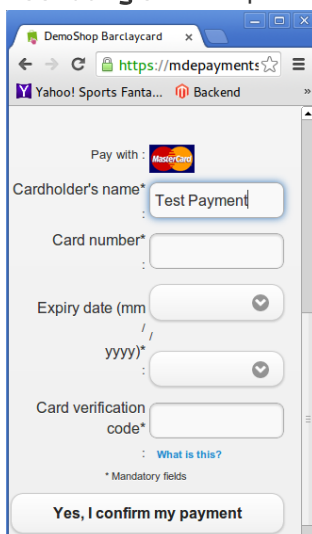 DemoShop Barclaycard
https://mdepayments
Yahoo! Sports Fanta... Backend »
Pay with :
MasterCard
Cardholder's name*
:
Test Payment
Card number*
:
Expiry date (mm
/ /
yyyy)*
:
Card verification
code*
: What is this?
* Mandatory fields
Yes, I confirm my payment